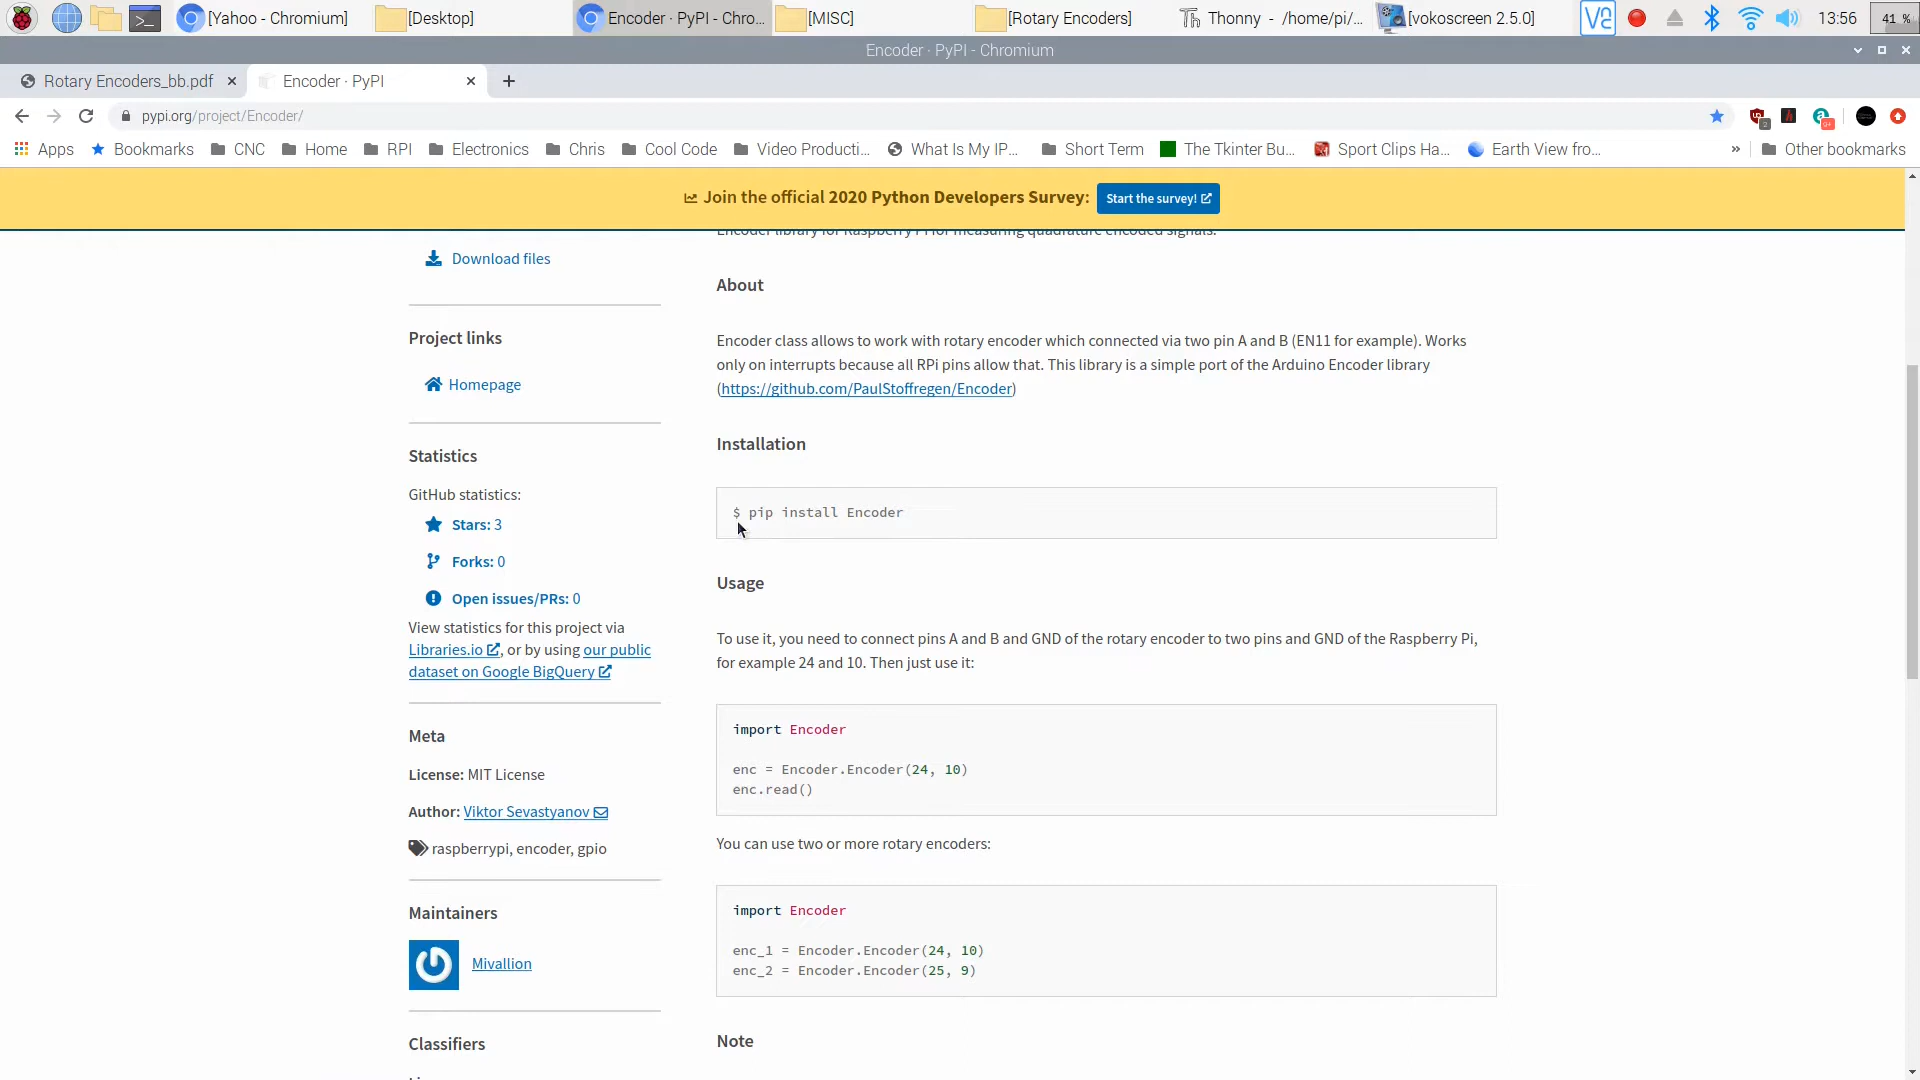 [Yahoo - Chromium]
[Desktop]
Encoder · PyPI - Chro...
[MISC]
[Rotary Encoders]
Thonny - /home/pi/...
[vokoscreen 2.5.0]
13:56
41 %
Encoder · PyPI - Chromium
Rotary Encoders_bb.pdf
Encoder · PyPI
pypi.org/project/Encoder/
Apps
Bookmarks
CNC
Home
RPI
Electronics
Chris
Cool Code
Video Producti...
What Is My IP...
Short Term
The Tkinter Bu...
Sport Clips Ha...
Earth View fro...
»
Other bookmarks
Join the official 2020 Python Developers Survey:
Start the survey!
Encoder library for Raspberry Pi for measuring quadrature encoded signals.
Download files
Project links
Homepage
Statistics
GitHub statistics:
Stars: 3
Forks: 0
Open issues/PRs: 0
View statistics for this project via
Libraries.io, or by using our public
dataset on Google BigQuery
Meta
License: MIT License
Author: Viktor Sevastyanov
raspberrypi, encoder, gpio
Maintainers
Mivallion
Classifiers
About
Encoder class allows to work with rotary encoder which connected via two pin A and B (EN11 for example). Works
only on interrupts because all RPi pins allow that. This library is a simple port of the Arduino Encoder library
(https://github.com/PaulStoffregen/Encoder)
Installation
$ pip install Encoder
Usage
To use it, you need to connect pins A and B and GND of the rotary encoder to two pins and GND of the Raspberry Pi,
for example 24 and 10. Then just use it:
import Encoder
enc = Encoder.Encoder(24, 10)
enc.read()
You can use two or more rotary encoders:
import Encoder
enc_1 = Encoder.Encoder(24, 10)
enc_2 = Encoder.Encoder(25, 9)
Note